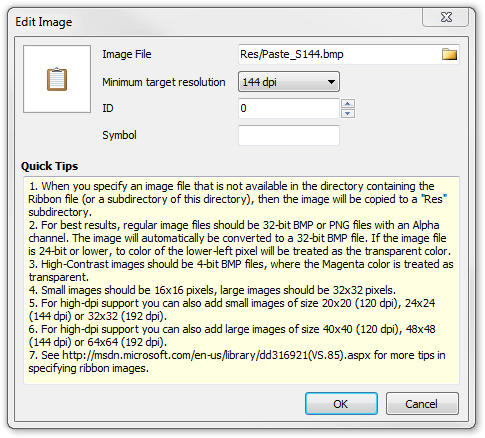 Edit Image
Image File
Res/Paste_S144.bmp
Minimum target resolution
144 dpi
ID
0
Symbol
Quick Tips
1. When you specify an image file that is not available in the directory containing the
Ribbon file (or a subdirectory of this directory), then the image will be copied to a "Res"
subdirectory.
2. For best results, regular image files should be 32-bit BMP or PNG files with an Alpha
channel. The image will automatically be converted to a 32-bit BMP file. If the image file
is 24-bit or lower, to color of the lower-left pixel will be treated as the transparent color.
3. High-Contrast images should be 4-bit BMP files, where the Magenta color is treated as
transparent.
4. Small images should be 16x16 pixels, large images should be 32x32 pixels.
5. For high-dpi support you can also add small images of size 20x20 (120 dpi), 24x24
(144 dpi) or 32x32 (192 dpi).
6. For high-dpi support you can also add large images of size 40x40 (120 dpi), 48x48
(144 dpi) or 64x64 (192 dpi).
7. See http://msdn.microsoft.com/en-us/library/dd316921(VS.85).aspx for more tips in
specifying ribbon images.
OK
Cancel